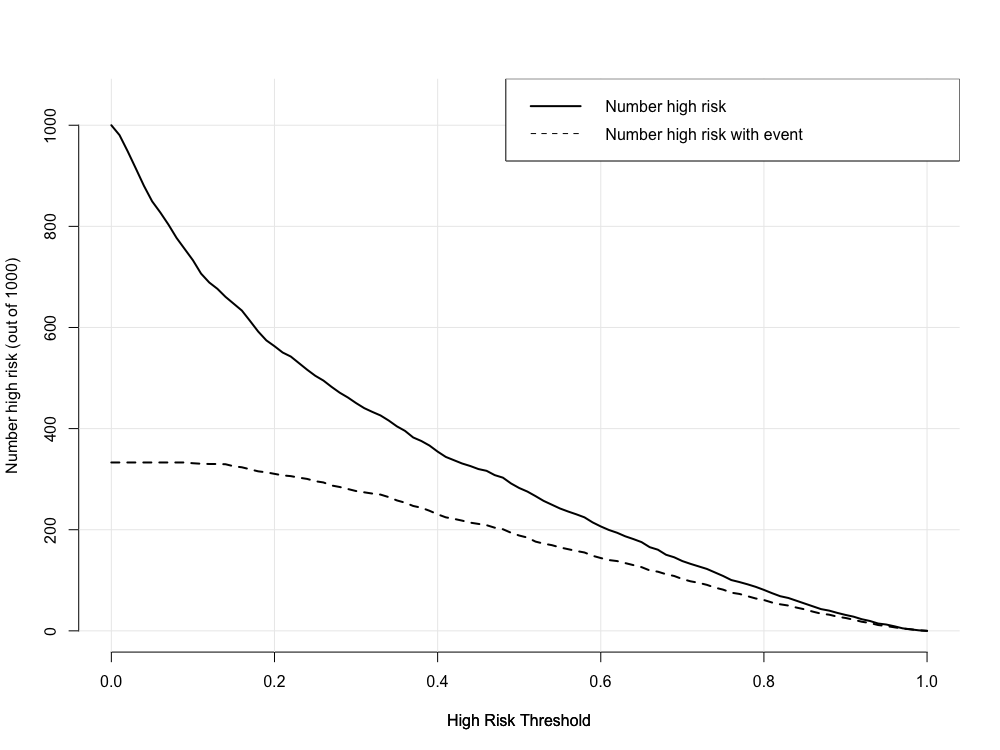 Number high risk
Number high risk with event
1000
800
600
400
200
0
Number high risk (out of 1000)
0.0 0.2 0.4 0.6 0.8 1.0
High Risk Threshold